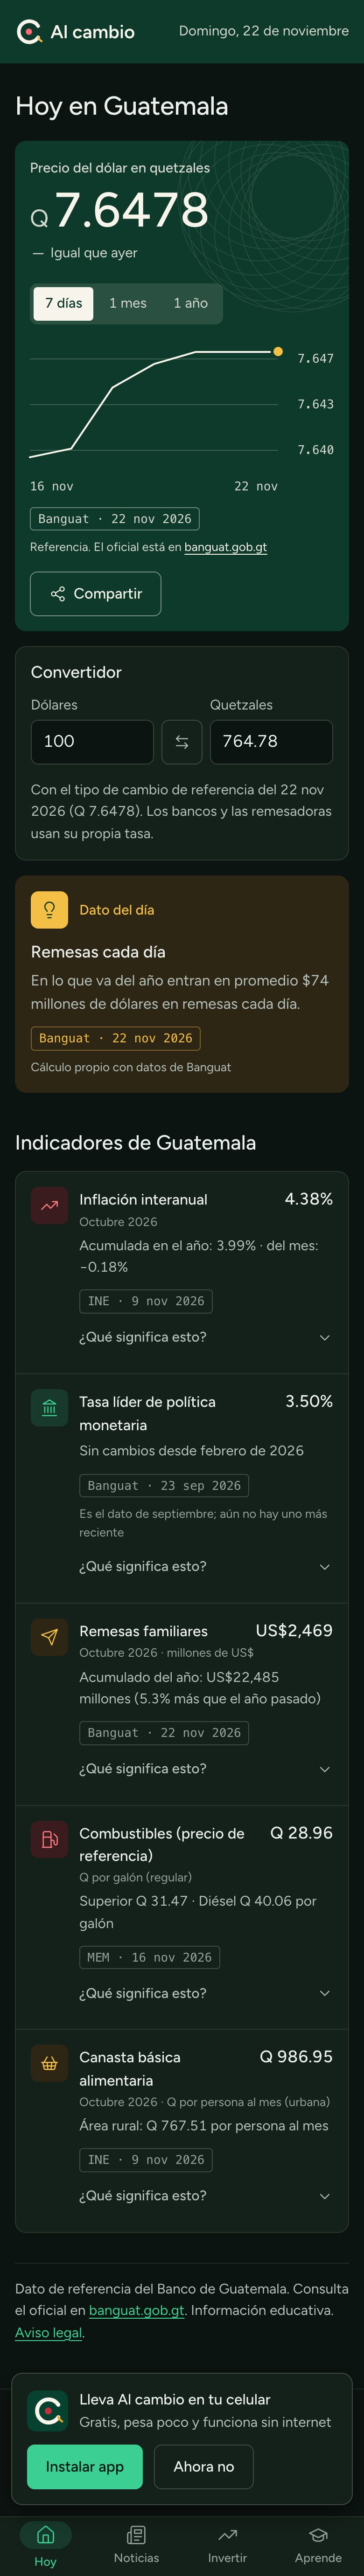 Al cambio
Domingo, 22 de noviembre
Hoy en Guatemala
Precio del dólar en quetzales
Q 7.6478
— Igual que ayer
7 días 1 mes 1 año
7.647
7.643
7.640
16 nov 22 nov
Banguat · 22 nov 2026
Referencia. El oficial está en banguat.gob.gt
Compartir
Convertidor
Dólares Quetzales
100 764.78
Con el tipo de cambio de referencia del 22 nov
2026 (Q 7.6478). Los bancos y las remesadoras
usan su propia tasa.
Dato del día
Remesas cada día
En lo que va del año entran en promedio $74
millones de dólares en remesas cada día.
Banguat · 22 nov 2026
Cálculo propio con datos de Banguat
Indicadores de Guatemala
Inflación interanual 4.38%
Octubre 2026
Acumulada en el año: 3.99% · del mes:
−0.18%
INE · 9 nov 2026
¿Qué significa esto?
Tasa líder de política 3.50%
monetaria
Sin cambios desde febrero de 2026
Banguat · 23 sep 2026
Es el dato de septiembre; aún no hay uno más
reciente
¿Qué significa esto?
Remesas familiares US$2,469
Octubre 2026 · millones de US$
Acumulado del año: US$22,485
millones (5.3% más que el año pasado)
Banguat · 22 nov 2026
¿Qué significa esto?
Combustibles (precio de Q 28.96
referencia)
Q por galón (regular)
Superior Q 31.47 · Diésel Q 40.06 por
galón
MEM · 16 nov 2026
¿Qué significa esto?
Canasta básica Q 986.95
alimentaria
Octubre 2026 · Q por persona al mes (urbana)
Área rural: Q 767.51 por persona al mes
INE · 9 nov 2026
¿Qué significa esto?
Dato de referencia del Banco de Guatemala. Consulta
el oficial en banguat.gob.gt. Información educativa.
Aviso legal.
Lleva Al cambio en tu celular
Gratis, pesa poco y funciona sin internet
Instalar app Ahora no
Hoy Noticias Invertir Aprende